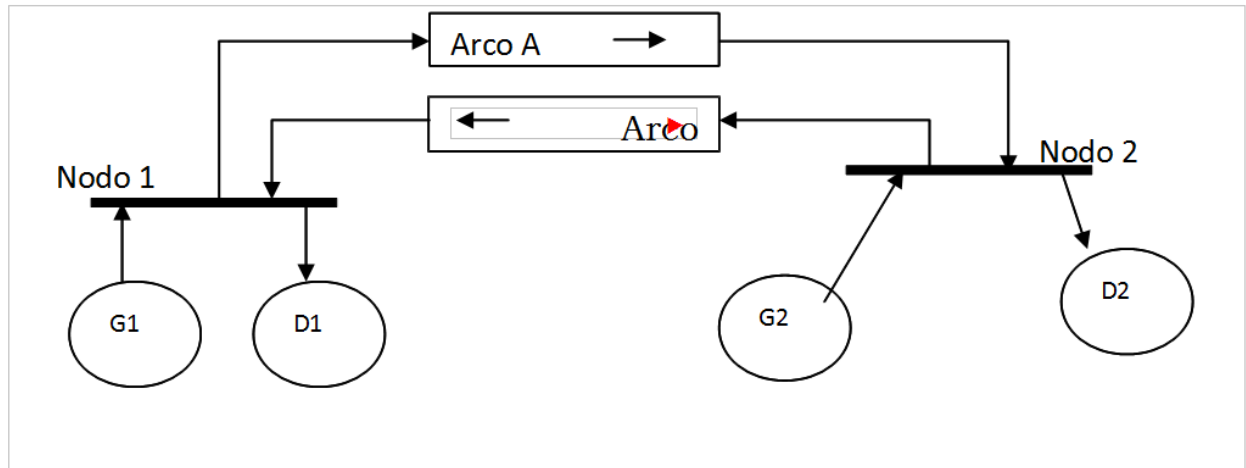 Arco A
Arco
Nodo 1
Nodo 2
G1
D1
G2
D2